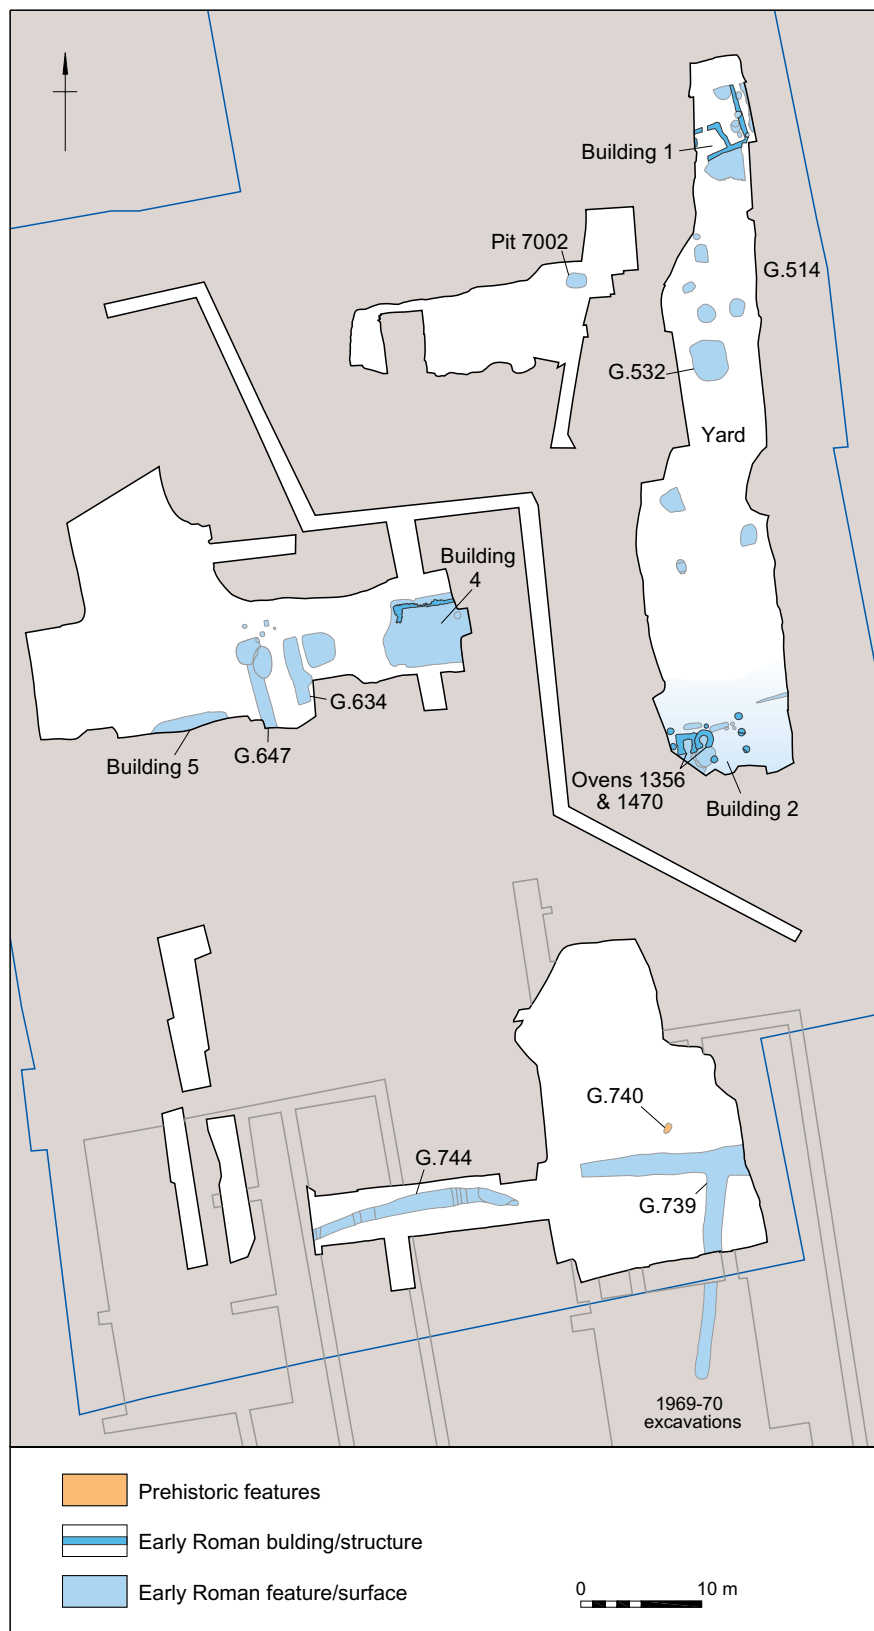 Building 1
Pit 7002
G.514
G.532
Yard
Building
4
G.634
G.647
Building 5
Ovens 1356
& 1470
Building 2
G.740
G.744
G.739
1969-70
excavations
Prehistoric features
Early Roman bulding/structure
Early Roman feature/surface
0 10 m